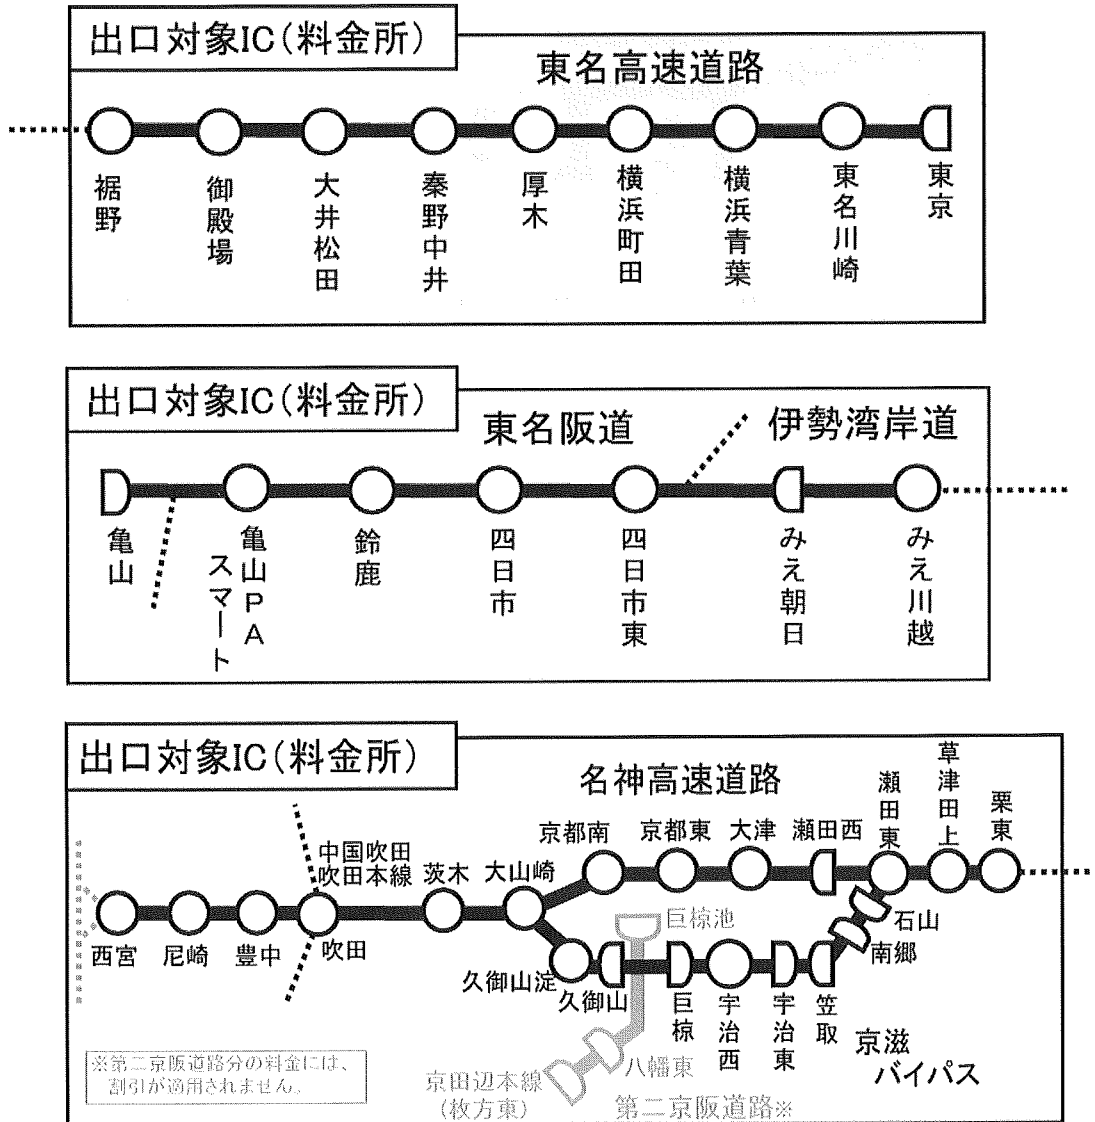 出口対象IC(料金所)
東名高速道路
裾野
御殿場
大井松田
秦野中井
厚木
横浜町田
横浜青葉
東名川崎
東京
出口対象IC(料金所)
東名阪道
伊勢湾岸道
亀山
亀山PA
スマート
鈴鹿
四日市
四日市東
みえ朝日
みえ川越
出口対象IC(料金所)
名神高速道路
西宮
尼崎
豊中
中国吹田
吹田本線
吹田
茨木
大山崎
京都南
京都東
大津
瀬田西
瀬田東
草津田上
栗東
石山
南郷
久御山淀
久御山
巨椋池
巨椋
宇治西
宇治東
笠取
京滋
バイパス
八幡東
京田辺本線
(枚方東)
第二京阪道路※
※第二京阪道路分の料金には、
割引が適用されません。